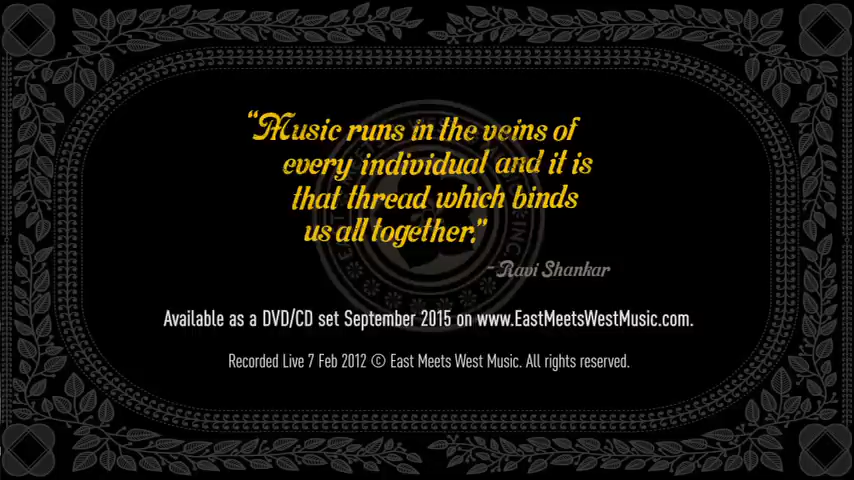 “Music runs in the veins of
every individual and it is
that thread which binds
us all together.”
- Ravi Shankar
Available as a DVD/CD set September 2015 on www.EastMeetsWestMusic.com.
Recorded Live 7 Feb 2012 © East Meets West Music. All rights reserved.